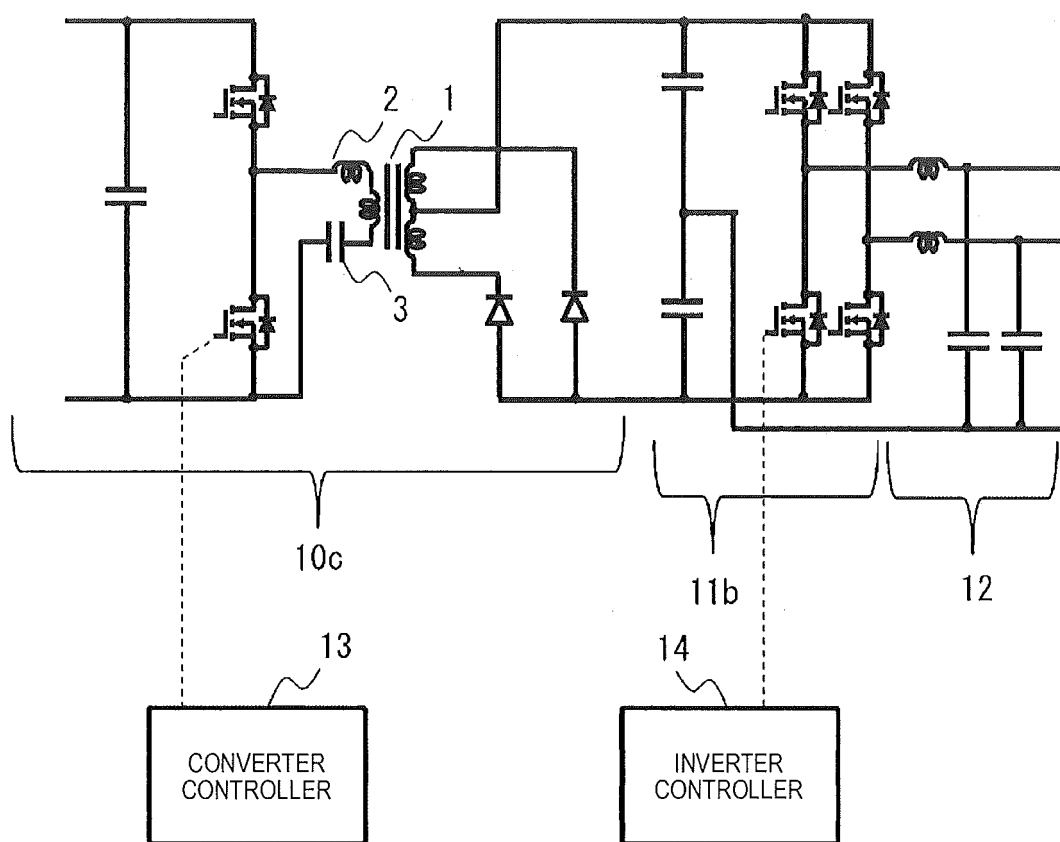 2
1
3
10c
11b
12
13
14
CONVERTER
CONTROLLER
INVERTER
CONTROLLER